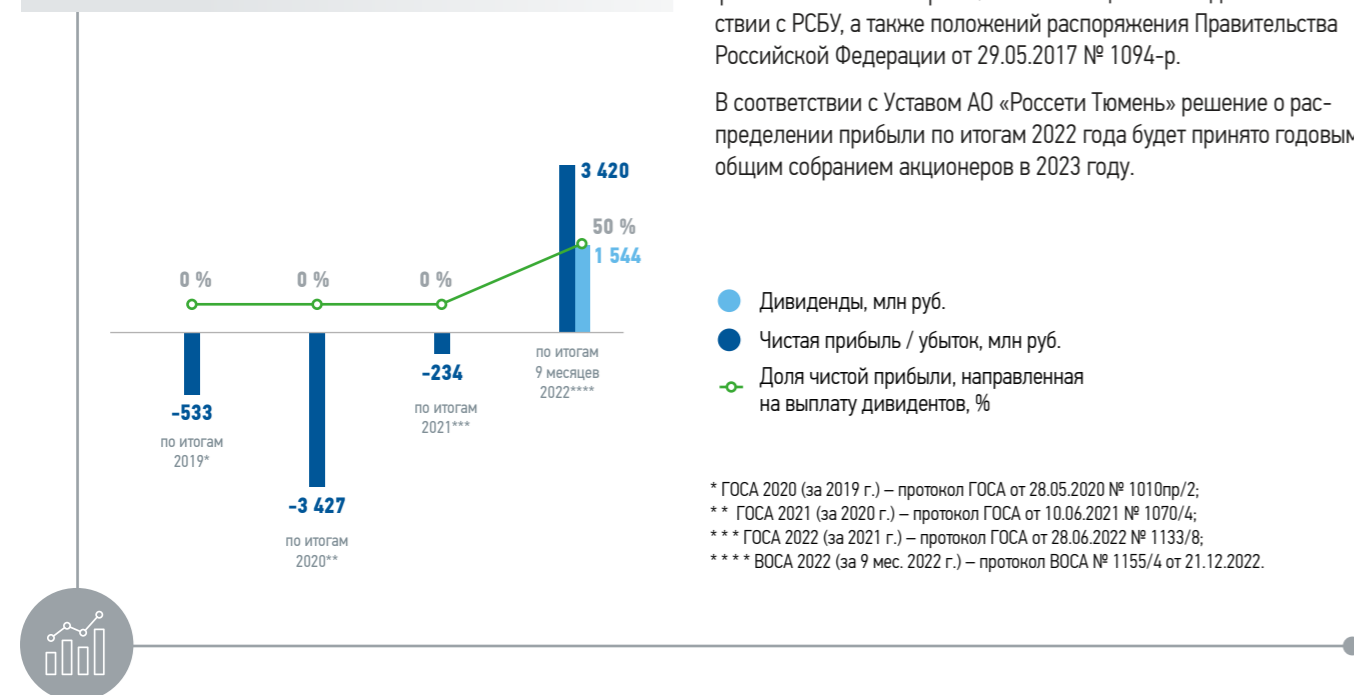 ствии с РСБУ, а также положений распоряжения Правительства
Российской Федерации от 29.05.2017 № 1094-р.
В соответствии с Уставом АО «Россети Тюмень» решение о рас-
пределении прибыли по итогам 2022 года будет принято годовым
общим собранием акционеров в 2023 году.
3 420
50 %
1 544
0 %
0 %
0 %
-533
по итогам
2019*
-3 427
по итогам
2020**
-234
по итогам
2021***
по итогам
9 месяцев
2022****
Дивиденды, млн руб.
Чистая прибыль / убыток, млн руб.
Доля чистой прибыли, направленная
на выплату дивидентов, %
* ГОСА 2020 (за 2019 г.) – протокол ГОСА от 28.05.2020 № 1010пр/2;
* * ГОСА 2021 (за 2020 г.) – протокол ГОСА от 10.06.2021 № 1070/4;
* * * ГОСА 2022 (за 2021 г.) – протокол ГОСА от 28.06.2022 № 1133/8;
* * * * ВОСА 2022 (за 9 мес. 2022 г.) – протокол ВОСА № 1155/4 от 21.12.2022.